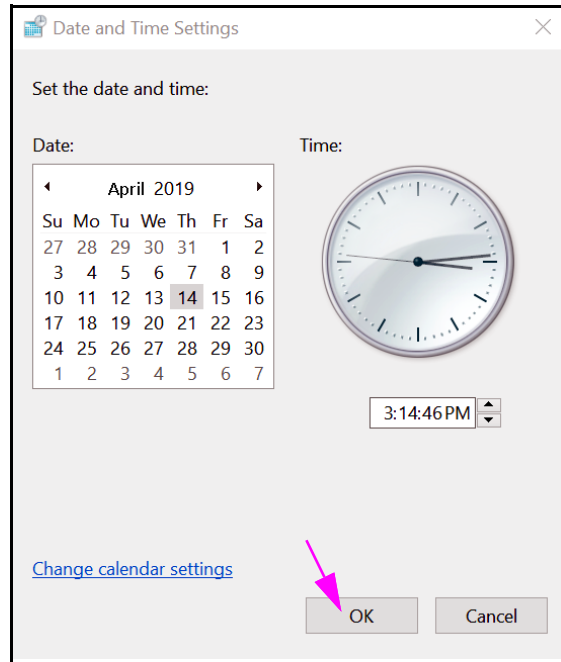 Date and Time Settings
Set the date and time:
Date:
Time:
April 2019
Su Mo Tu We Th Fr Sa
27 28 29 30 31 1 2
3 4 5 6 7 8 9
10 11 12 13 14 15 16
17 18 19 20 21 22 23
24 25 26 27 28 29 30
1 2 3 4 5 6 7
3:14:46 PM
Change calendar settings
OK
Cancel